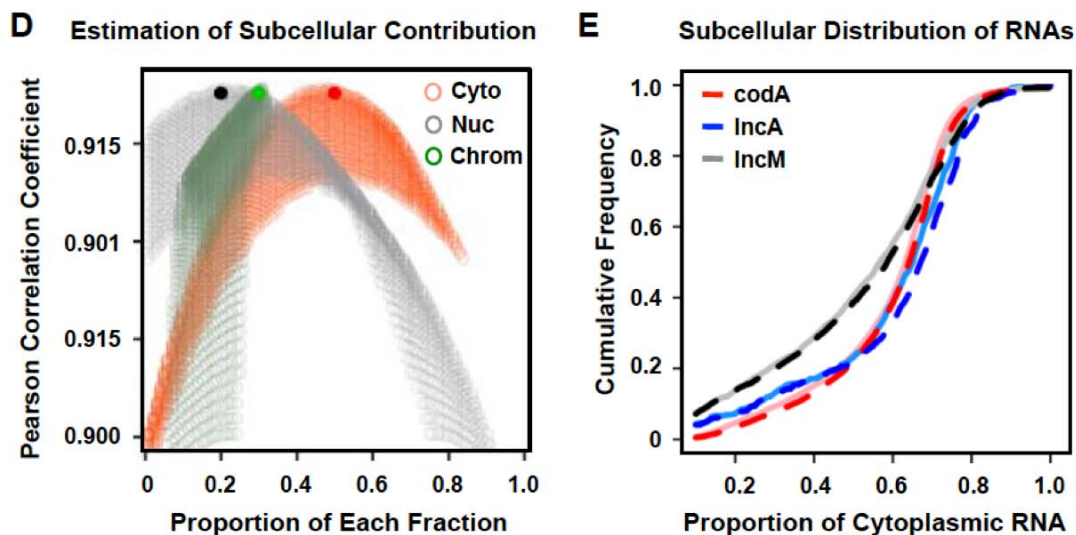 D Estimation of Subcellular Contribution
Pearson Correlation Coefficient
0.915
0.901
0.915
0.900
Cyto
Nuc
Chrom
0 0.2 0.4 0.6 0.8 1.0
Proportion of Each Fraction
E Subcellular Distribution of RNAs
Cumulative Frequency
1.0
0.8
0.6
0.4
0.2
0
codA
lncA
lncM
0.2 0.4 0.6 0.8 1.0
Proportion of Cytoplasmic RNA